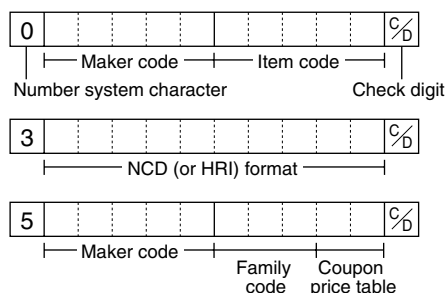 0 C/D
Maker code Item code
Number system character Check digit
3 C/D
NCD (or HRI) format
5 C/D
Maker code
Family Coupon
code price table